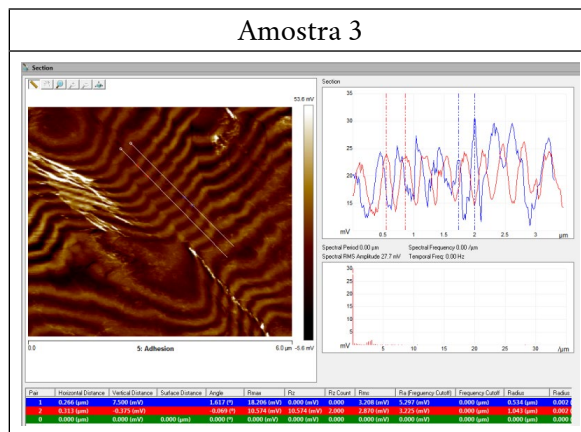 Amostra 3
Section
53.6 mV
-6.6 mV
0.0 5: Adhesion 6.0 µm
Section
35
30
25
20
15
mV 0.5 1 1.5 2 2.5 3 µm
Spectral Period 0.00 µm Spectral Frequency 0.00 /µm
Spectral RMS Amplitude 27.7 mV Temporal Freq: 0.00 Hz
30
25
20
15
10
5
mV 5 10 15 20 25 30 /µm
Pair Horizontal Distance Vertical Distance Surface Distance Angle Rmax Rz Rz Count Rms Ra (Frequency Cutoff) Frequency Cutoff Radius Radius
1 0.266 (µm) 7.500 (mV) 1.617 (°) 18.206 (mV) 0.000 (mV) 0.000 3.208 (mV) 5.297 (mV) 0.000 (µm) 0.534 (µm) 0.002
2 0.313 (µm) -0.375 (mV) -0.069 (°) 10.574 (mV) 10.574 (mV) 2.000 2.870 (mV) 3.225 (mV) 1.043 (µm) 0.002
0 0.000 (µm) 0.000 (mV) 0.000 (µm) 0.000 (°) 0.000 (mV) 0.000 (mV) 0.000 0.000 (mV) 0.000 (mV) 0.000 (µm) 0.000 (µm) 0.000